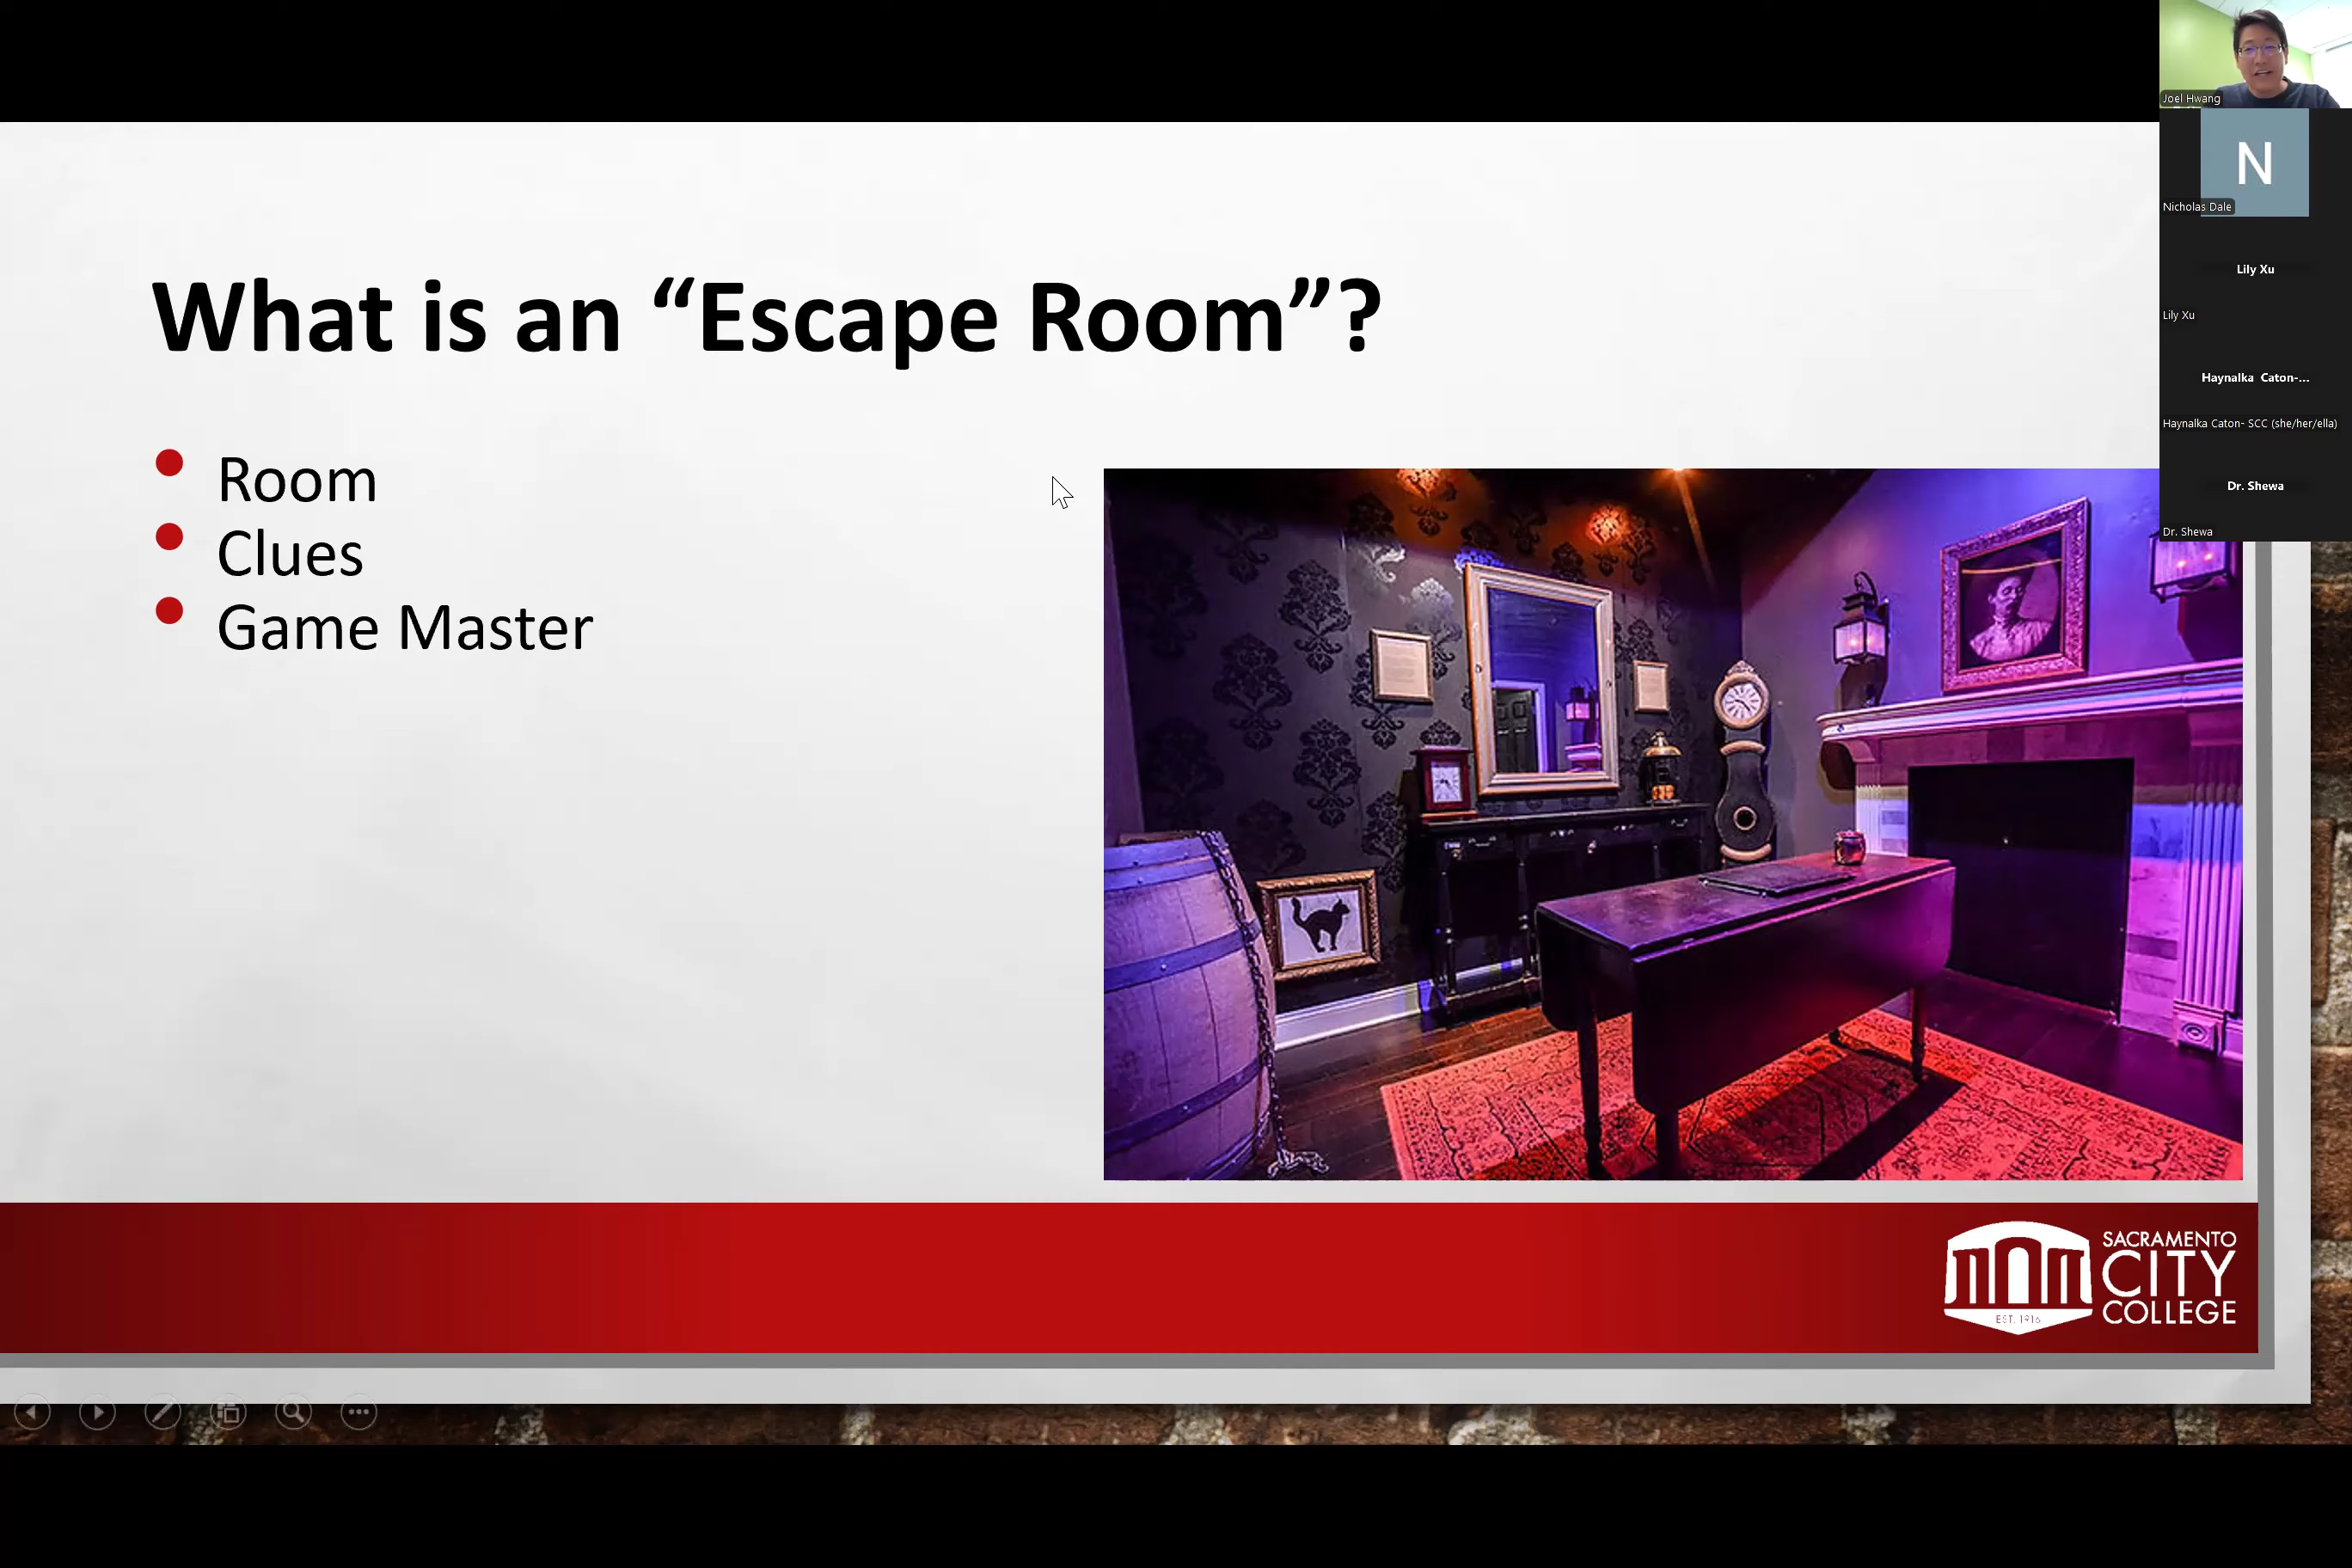 What is an “Escape Room”?
Room
Clues
Game Master
SACRAMENTO
CITY
COLLEGE
EST. 1916
Joel Hwang
N
Nicholas Dale
Lily Xu
Lily Xu
Haynalka Caton-...
Haynalka Caton- SCC (she/her/ella)
Dr. Shewa
Dr. Shewa